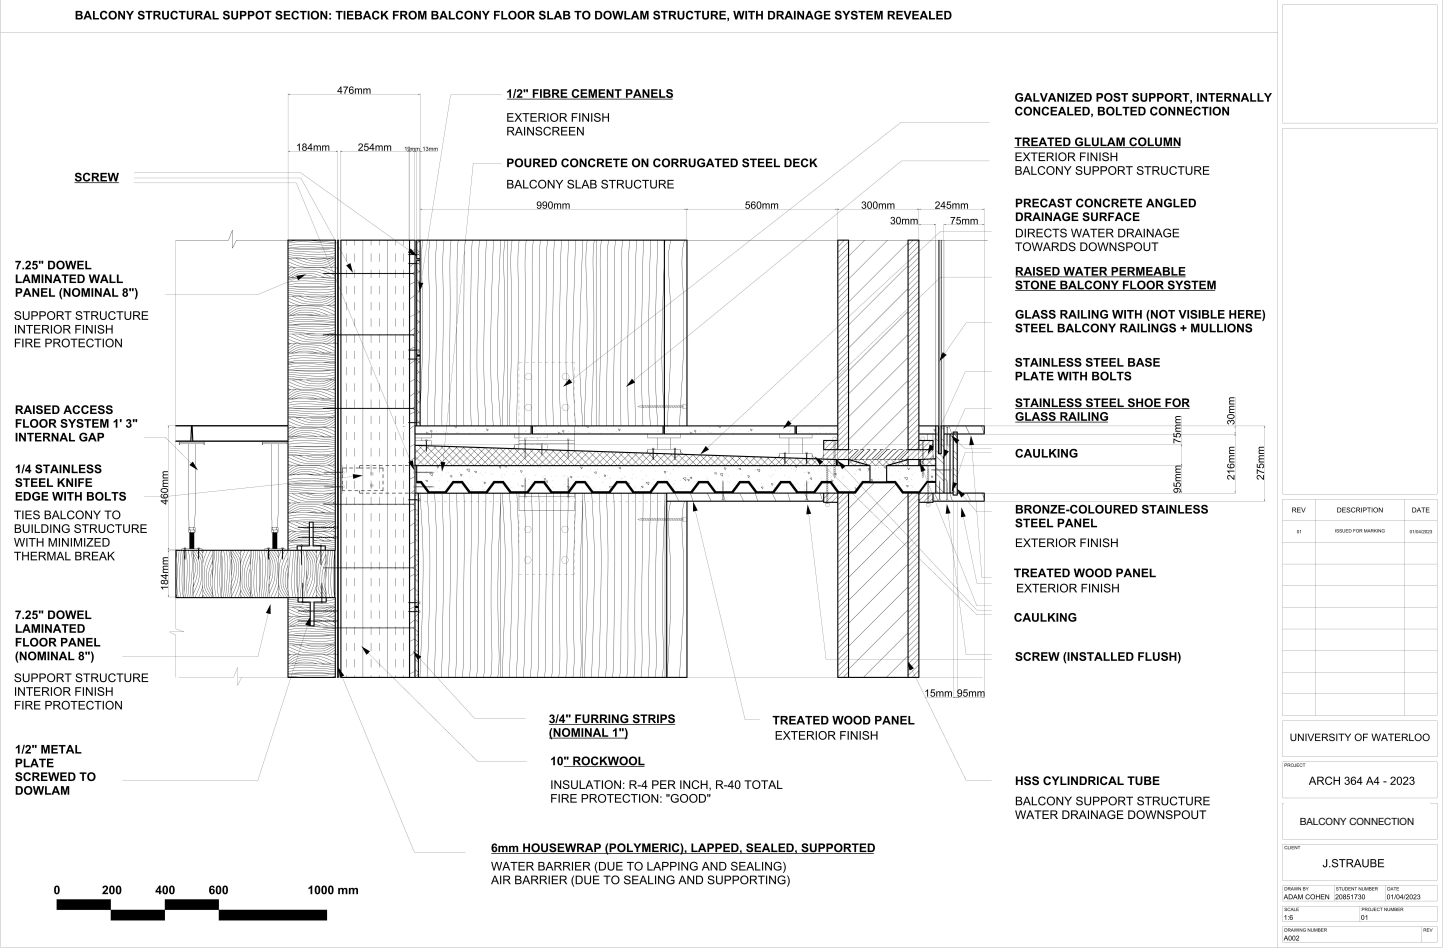 BALCONY STRUCTURAL SUPPOT SECTION: TIEBACK FROM BALCONY FLOOR SLAB TO DOWLAM STRUCTURE, WITH DRAINAGE SYSTEM REVEALED
476mm
184mm
254mm
19mm
13mm
990mm
560mm
300mm
245mm
30mm
75mm
SCREW
7.25" DOWEL
LAMINATED WALL
PANEL (NOMINAL 8")
SUPPORT STRUCTURE
INTERIOR FINISH
FIRE PROTECTION
RAISED ACCESS
FLOOR SYSTEM 1' 3"
INTERNAL GAP
1/4 STAINLESS
STEEL KNIFE
EDGE WITH BOLTS
TIES BALCONY TO
BUILDING STRUCTURE
WITH MINIMIZED
THERMAL BREAK
460mm
184mm
7.25" DOWEL
LAMINATED
FLOOR PANEL
(NOMINAL 8")
SUPPORT STRUCTURE
INTERIOR FINISH
FIRE PROTECTION
1/2" METAL
PLATE
SCREWED TO
DOWLAM
1/2" FIBRE CEMENT PANELS
EXTERIOR FINISH
RAINSCREEN
POURED CONCRETE ON CORRUGATED STEEL DECK
BALCONY SLAB STRUCTURE
GALVANIZED POST SUPPORT, INTERNALLY
CONCEALED, BOLTED CONNECTION
TREATED GLULAM COLUMN
EXTERIOR FINISH
BALCONY SUPPORT STRUCTURE
PRECAST CONCRETE ANGLED
DRAINAGE SURFACE
DIRECTS WATER DRAINAGE
TOWARDS DOWNSPOUT
RAISED WATER PERMEABLE
STONE BALCONY FLOOR SYSTEM
GLASS RAILING WITH (NOT VISIBLE HERE)
STEEL BALCONY RAILINGS + MULLIONS
STAINLESS STEEL BASE
PLATE WITH BOLTS
STAINLESS STEEL SHOE FOR
GLASS RAILING
CAULKING
75mm
30mm
95mm
216mm
275mm
BRONZE-COLOURED STAINLESS
STEEL PANEL
EXTERIOR FINISH
TREATED WOOD PANEL
EXTERIOR FINISH
CAULKING
SCREW (INSTALLED FLUSH)
15mm
95mm
3/4" FURRING STRIPS
(NOMINAL 1")
TREATED WOOD PANEL
EXTERIOR FINISH
10" ROCKWOOL
INSULATION: R-4 PER INCH, R-40 TOTAL
FIRE PROTECTION: "GOOD"
HSS CYLINDRICAL TUBE
BALCONY SUPPORT STRUCTURE
WATER DRAINAGE DOWNSPOUT
6mm HOUSEWRAP (POLYMERIC), LAPPED, SEALED, SUPPORTED
WATER BARRIER (DUE TO LAPPING AND SEALING)
AIR BARRIER (DUE TO SEALING AND SUPPORTING)
0 200 400 600 1000 mm
REV DESCRIPTION DATE
01 ISSUED FOR MARKING 01/04/2023
UNIVERSITY OF WATERLOO
PROJECT
ARCH 364 A4 - 2023
BALCONY CONNECTION
CLIENT
J.STRAUBE
DRAWN BY STUDENT NUMBER DATE
ADAM COHEN 20851730 01/04/2023
SCALE PROJECT NUMBER
1:6 01
DRAWING NUMBER REV
A002